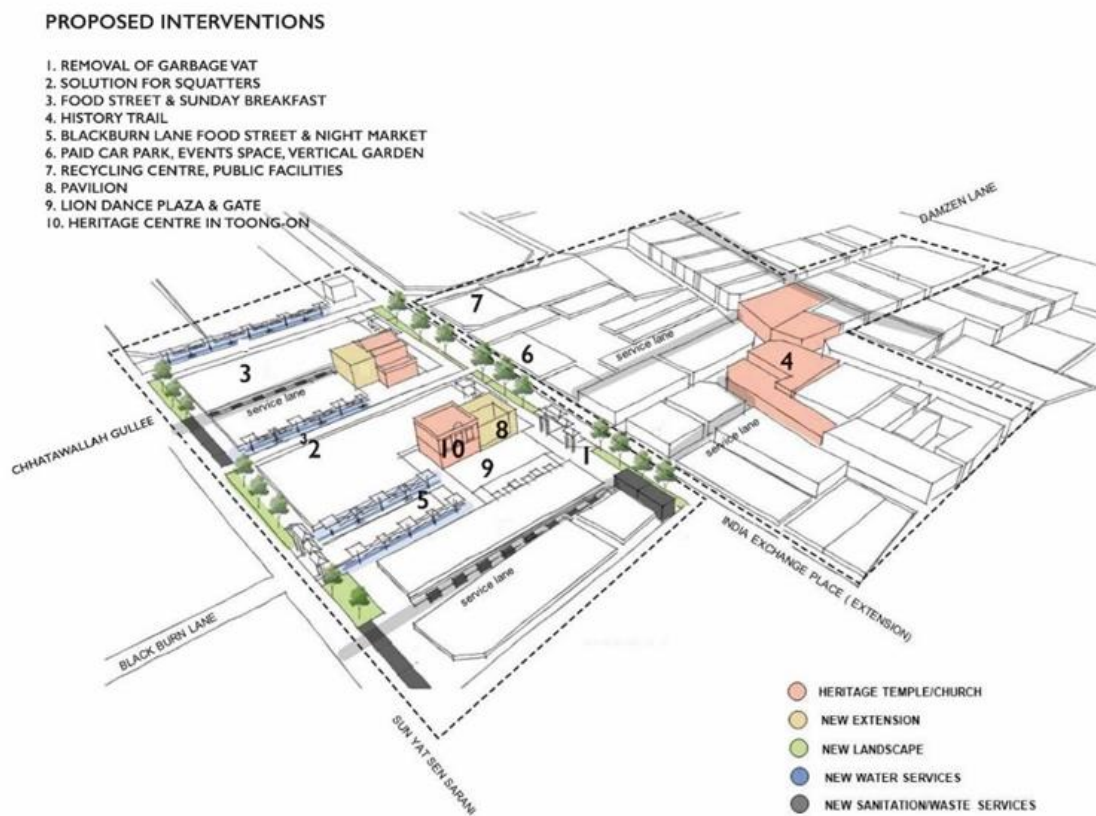 PROPOSED INTERVENTIONS
1. REMOVAL OF GARBAGE VAT
2. SOLUTION FOR SQUATTERS
3. FOOD STREET & SUNDAY BREAKFAST
4. HISTORY TRAIL
5. BLACKBURN LANE FOOD STREET & NIGHT MARKET
6. PAID CAR PARK, EVENTS SPACE, VERTICAL GARDEN
7. RECYCLING CENTRE, PUBLIC FACILITIES
8. PAVILION
9. LION DANCE PLAZA & GATE
10. HERITAGE CENTRE IN TOONG-ON
DAMZEN LANE
7
6
service lane
4
3
service lane
CHHATAWALLAH GULLEE
3
2
10
8
9
1
service lane
5
service lane
INDIA EXCHANGE PLACE ( EXTENSION)
BLACK BURN LANE
SUN YAT SEN SARANI
HERITAGE TEMPLE/CHURCH
NEW EXTENSION
NEW LANDSCAPE
NEW WATER SERVICES
NEW SANITATION/WASTE SERVICES